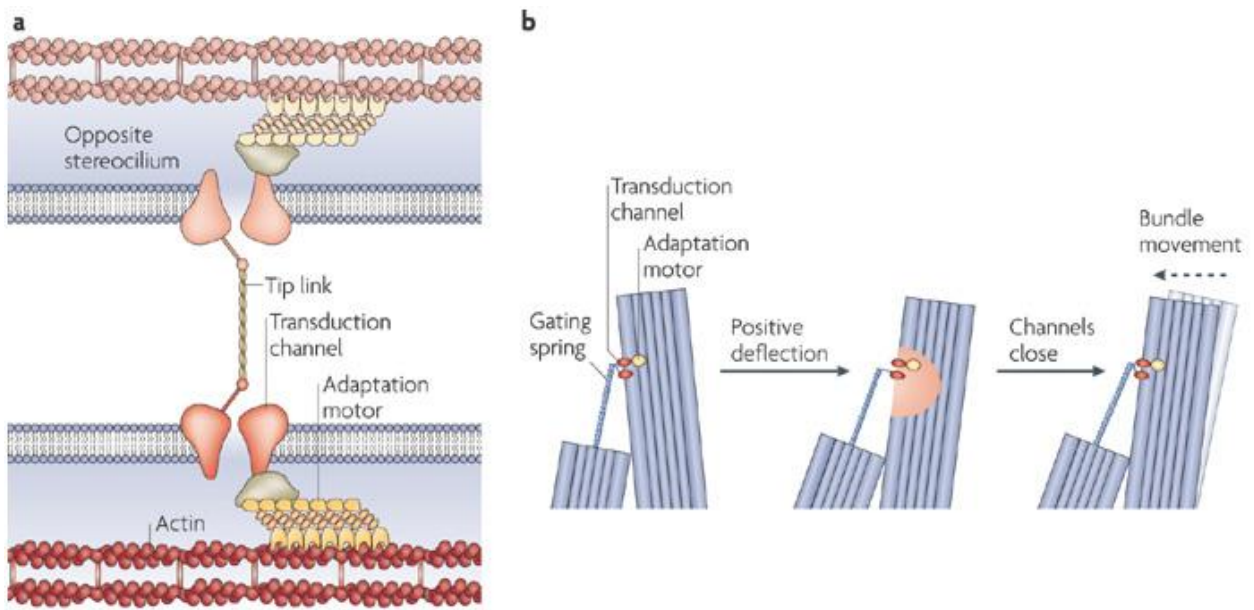 a
Opposite
stereocilium
Tip link
Transduction
channel
Adaptation
motor
Actin
b
Transduction
channel
Adaptation
motor
Gating
spring
Positive
deflection
Channels
close
Bundle
movement